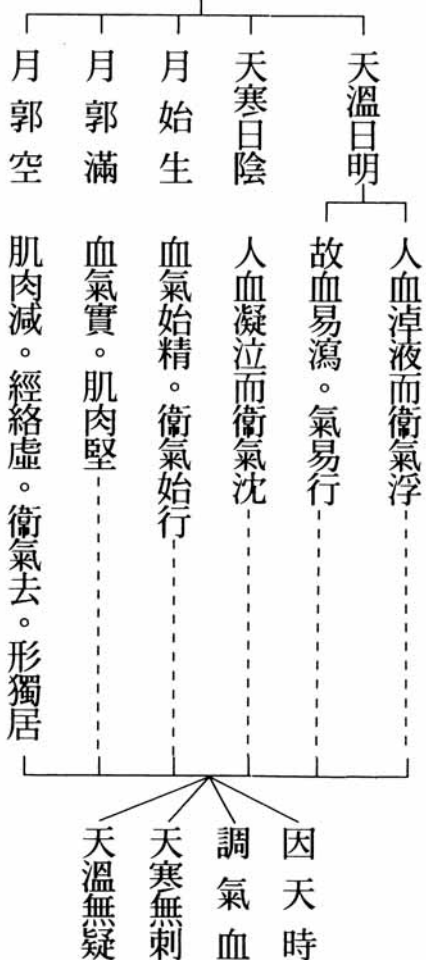 天溫日明
人血淖液而衞氣浮
故血易瀉。氣易行
天寒日陰
人血凝泣而衞氣沈
月始生
血氣始精。衞氣始行
月郭滿
血氣實。肌肉堅
月郭空
肌肉減。經絡虛。衞氣去。形獨居
因天時
調氣血
天寒無刺
天溫無疑